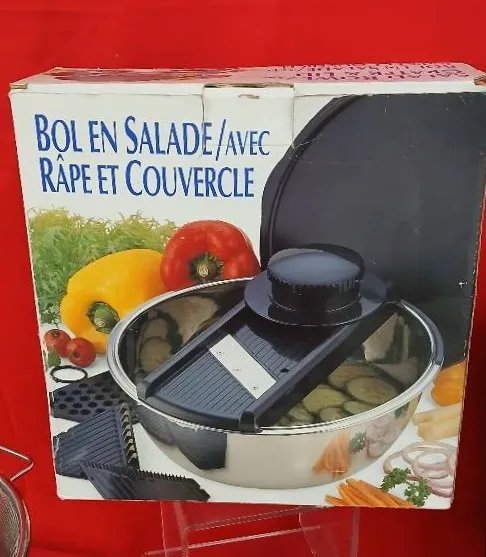 BOL EN SALADE/AVEC
RÂPE ET COUVERCLE